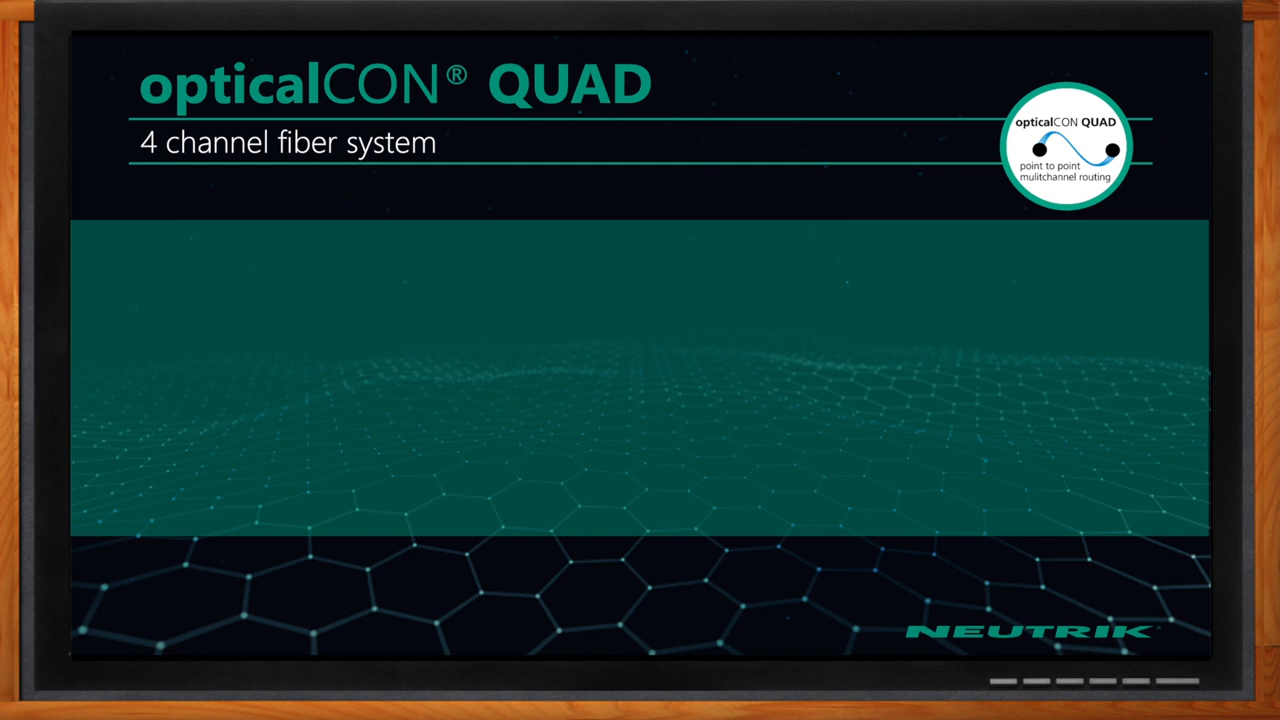 opticalCON® QUAD
4 channel fiber system
opticalCON QUAD
point to point
mulitchannel routing
NEUTRIK